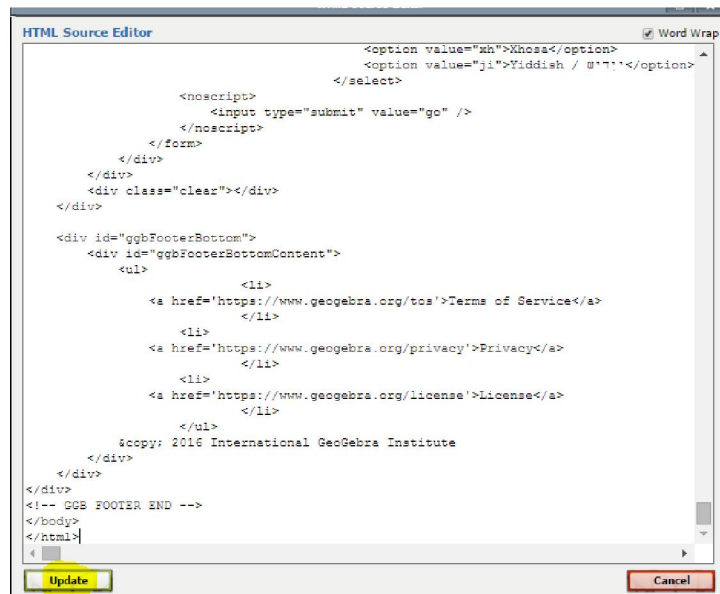 HTML Source Editor
Word Wrap
<option value="xh">Xhosa</option>
<option value="ji">Yiddish / </option>
</select>
<noscript>
<input type="submit" value="go" />
</noscript>
</form>
</div>
</div>
<div class="clear"></div>
</div>
<div id="ggbFooterBottom">
<div id="ggbFooterBottomContent">
<ul>
<li>
<a href='https://www.geogebra.org/tos'>Terms of Service</a>
</li>
<li>
<a href='https://www.geogebra.org/privacy'>Privacy</a>
</li>
<li>
<a href='https://www.geogebra.org/license'>License</a>
</li>
</ul>
&copy; 2016 International GeoGebra Institute
</div>
</div>
</div>
<!-- GGB FOOTER END -->
</body>
</html>
Update
Cancel